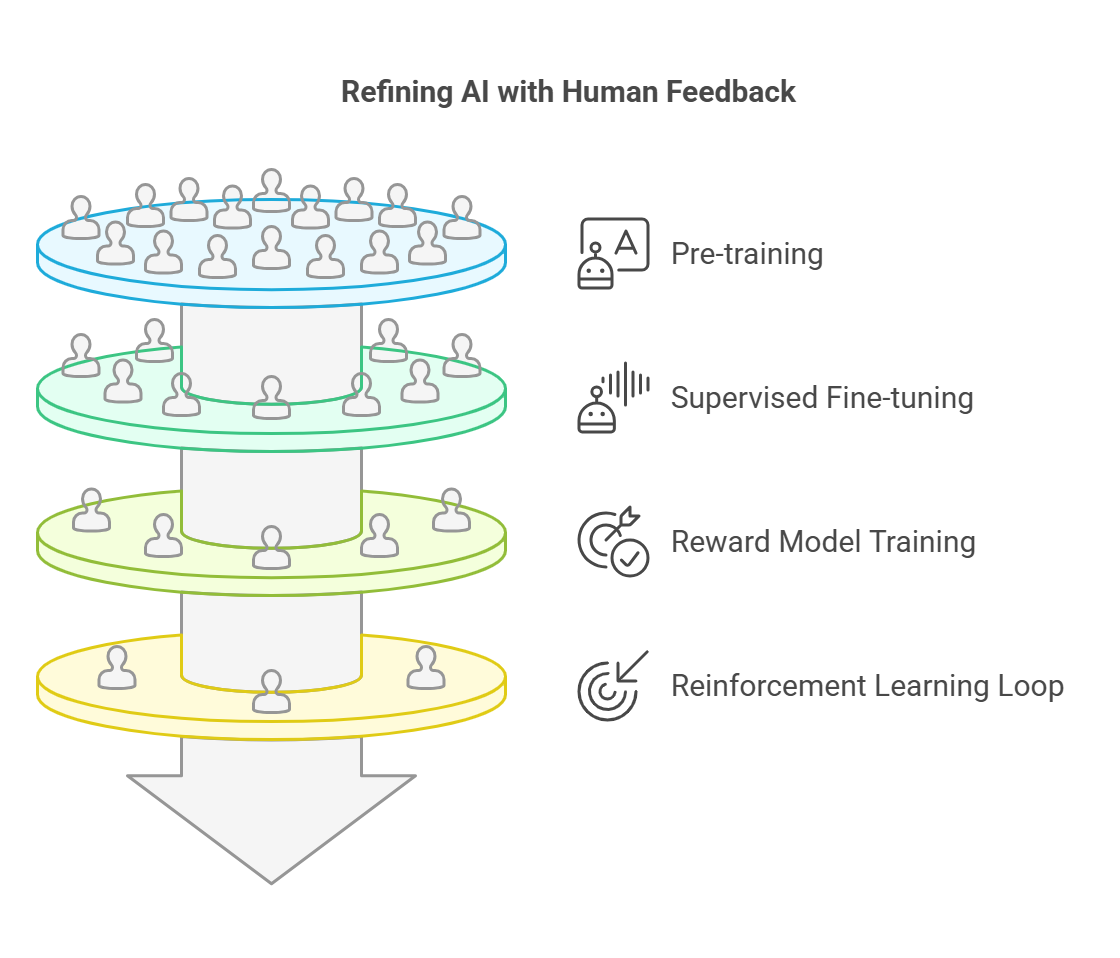 Refining AI with Human Feedback
A
Pre-training
Supervised Fine-tuning
Reward Model Training
Reinforcement Learning Loop